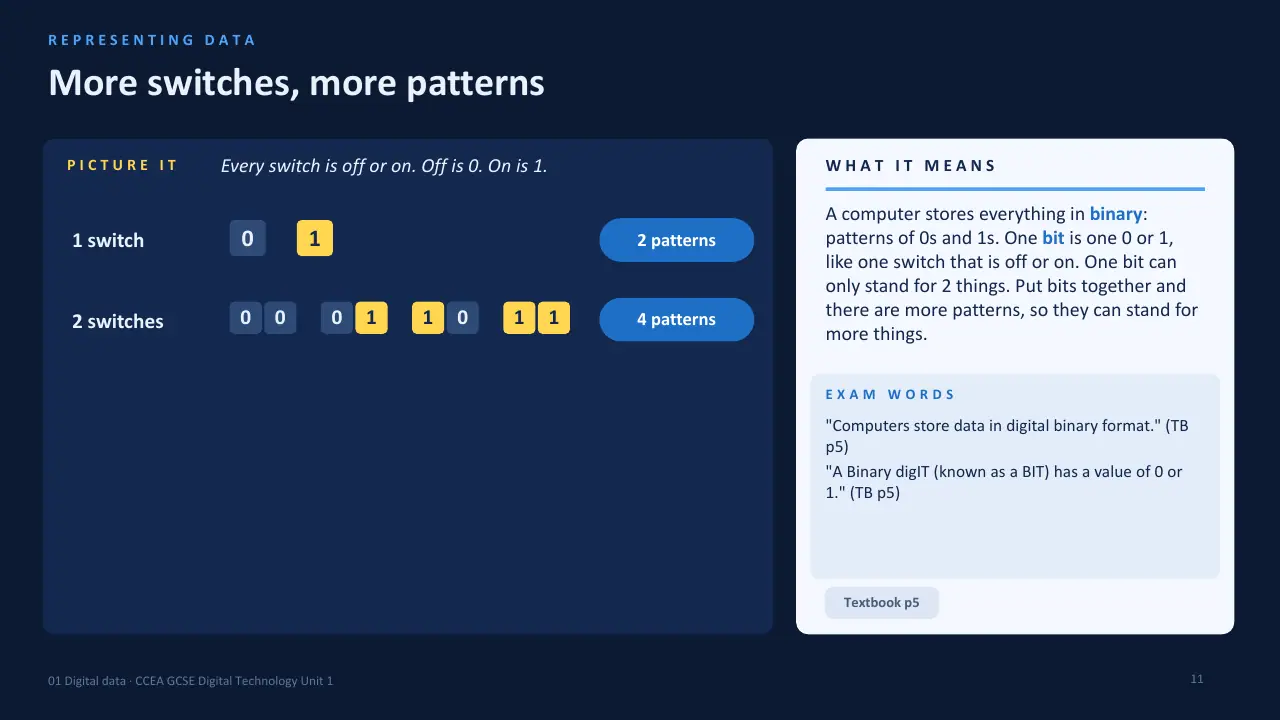 REPRESENTING DATA
More switches, more patterns
PICTURE IT
Every switch is off or on. Off is 0. On is 1.
1 switch
0 1
2 patterns
2 switches
0 0 0 1 1 0 1 1
4 patterns
WHAT IT MEANS
A computer stores everything in binary:
patterns of 0s and 1s. One bit is one 0 or 1,
like one switch that is off or on. One bit can
only stand for 2 things. Put bits together and
there are more patterns, so they can stand for
more things.
EXAM WORDS
"Computers store data in digital binary format." (TB
p5)
"A Binary digIT (known as a BIT) has a value of 0 or
1." (TB p5)
Textbook p5
01 Digital data · CCEA GCSE Digital Technology Unit 1
11